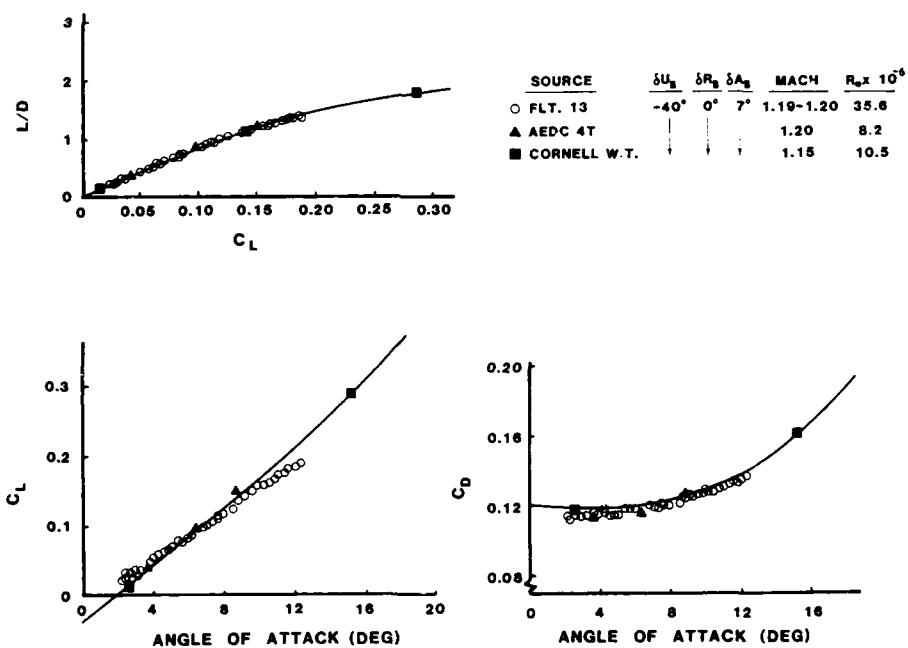 3
2
1
0
L/D
0 0.05 0.10 0.15 0.20 0.25 0.30
C_L
SOURCE δU_B δR_B δA_B MACH R_e x 10^-6
○ FLT. 13 -40° 0° 7° 1.19-1.20 35.6
▲ AEDC 4T 1.20 8.2
■ CORNELL W.T. 1.15 10.5
0.3
0.2
0.1
0
C_L
0 4 8 12 16 20
ANGLE OF ATTACK (DEG)
0.20
0.16
0.12
0.08
C_D
0 4 8 12 16
ANGLE OF ATTACK (DEG)